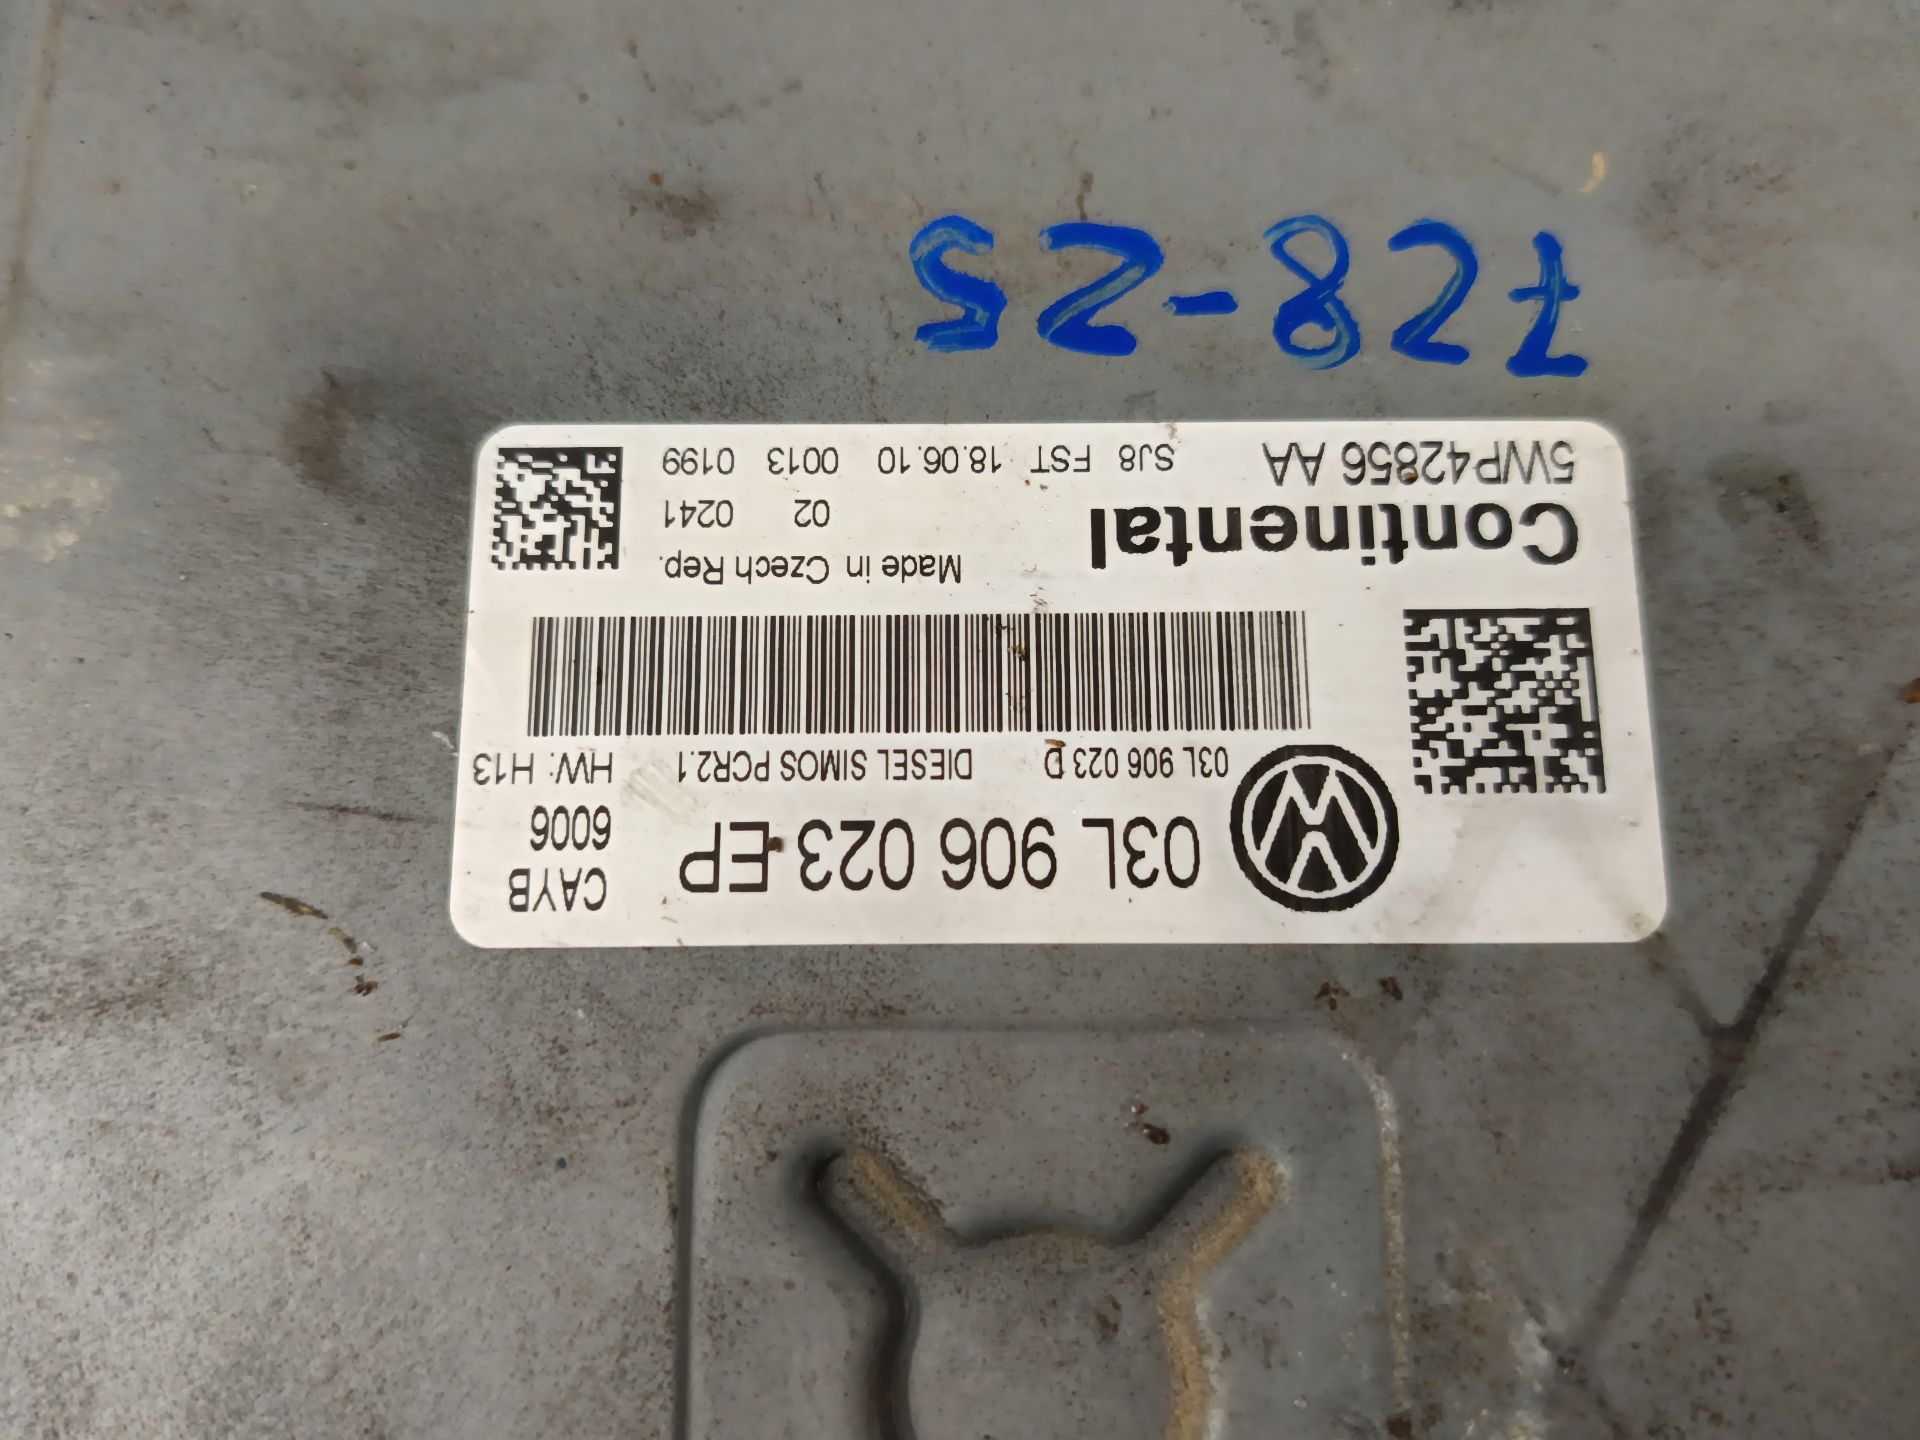 03L 906 023 EP CAYB
6006
03L 906 023 D DIESEL SIMOS PCR2.1 HW: H13
Made in Czech Rep.
Continental 02 0241
5WP42856 AA SJ8 FST 18.06.10 0013 0199
728-25